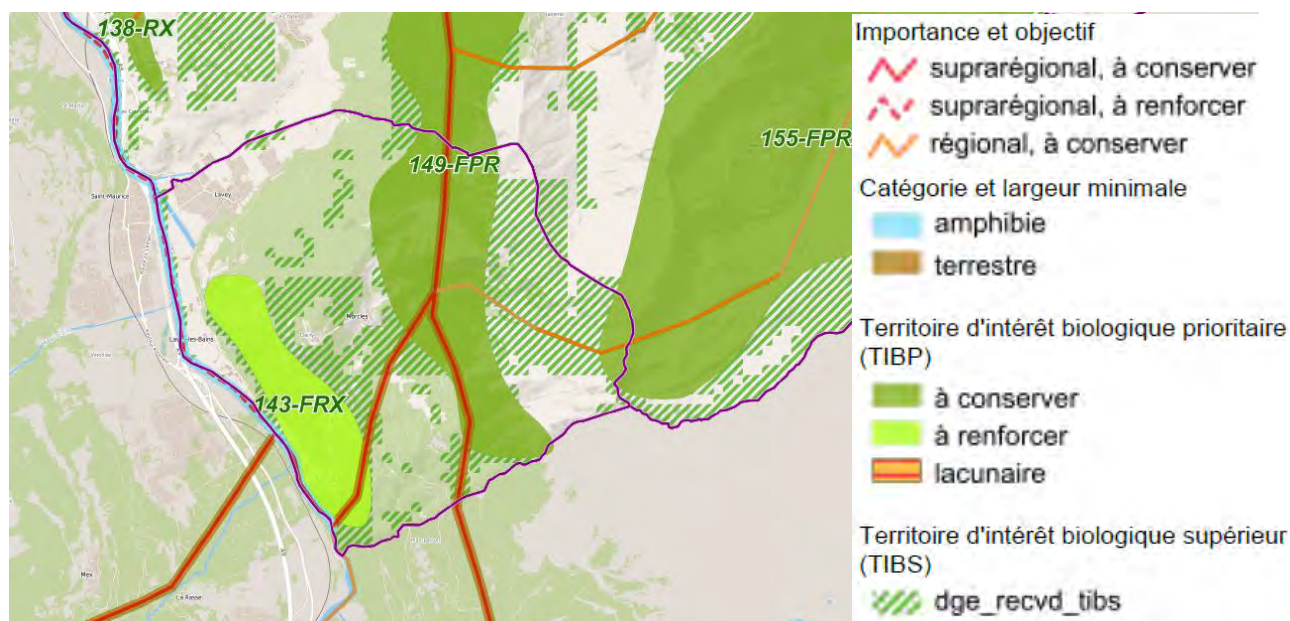 138-RX
Importance et objectif
suprarégional, à conserver
suprarégional, à renforcer
régional, à conserver
Catégorie et largeur minimale
amphibie
terrestre
Territoire d'intérêt biologique prioritaire
(TIBP)
à conserver
à renforcer
lacunaire
Territoire d'intérêt biologique supérieur
(TIBS)
dge_recvd_tibs
155-FPR
149-FPR
Saint-Maurice
Lavey
Morcles
143-FRX
Mex
La Rasse